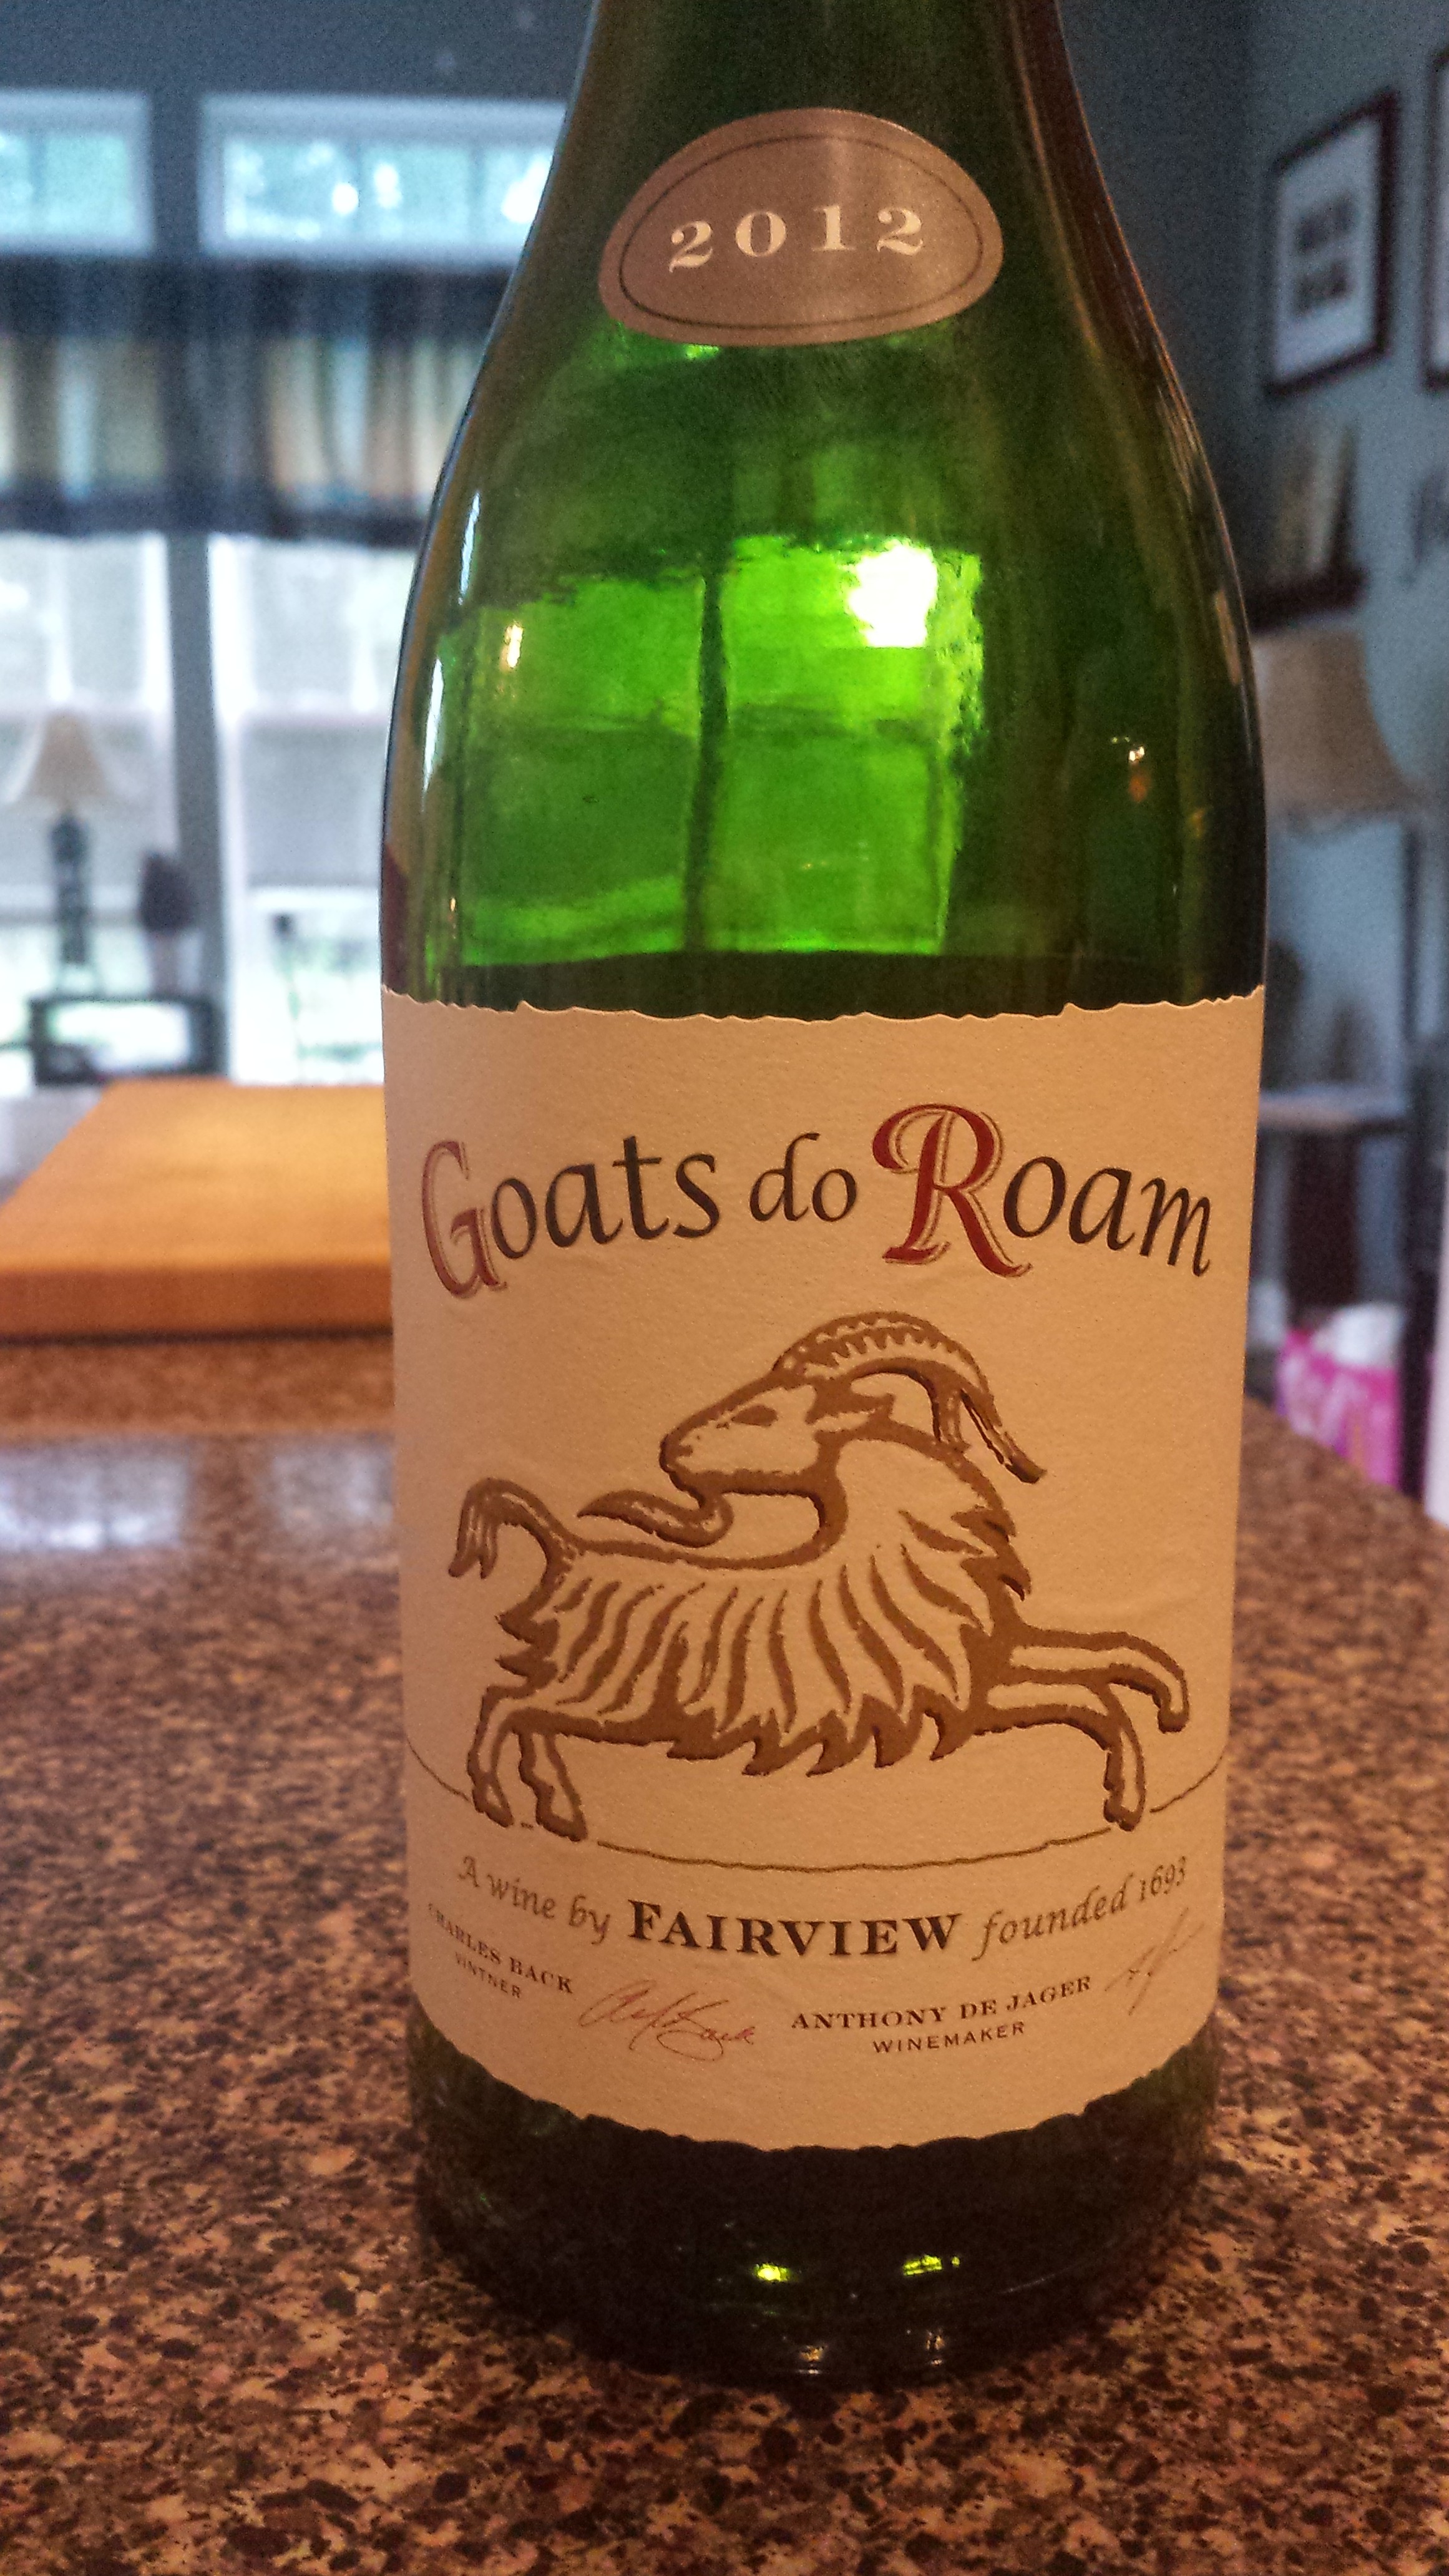 2012
Goats do Roam
A wine by FAIRVIEW founded 1693
CHARLES BACK
VINTNER
ANTHONY DE JAGER
WINEMAKER